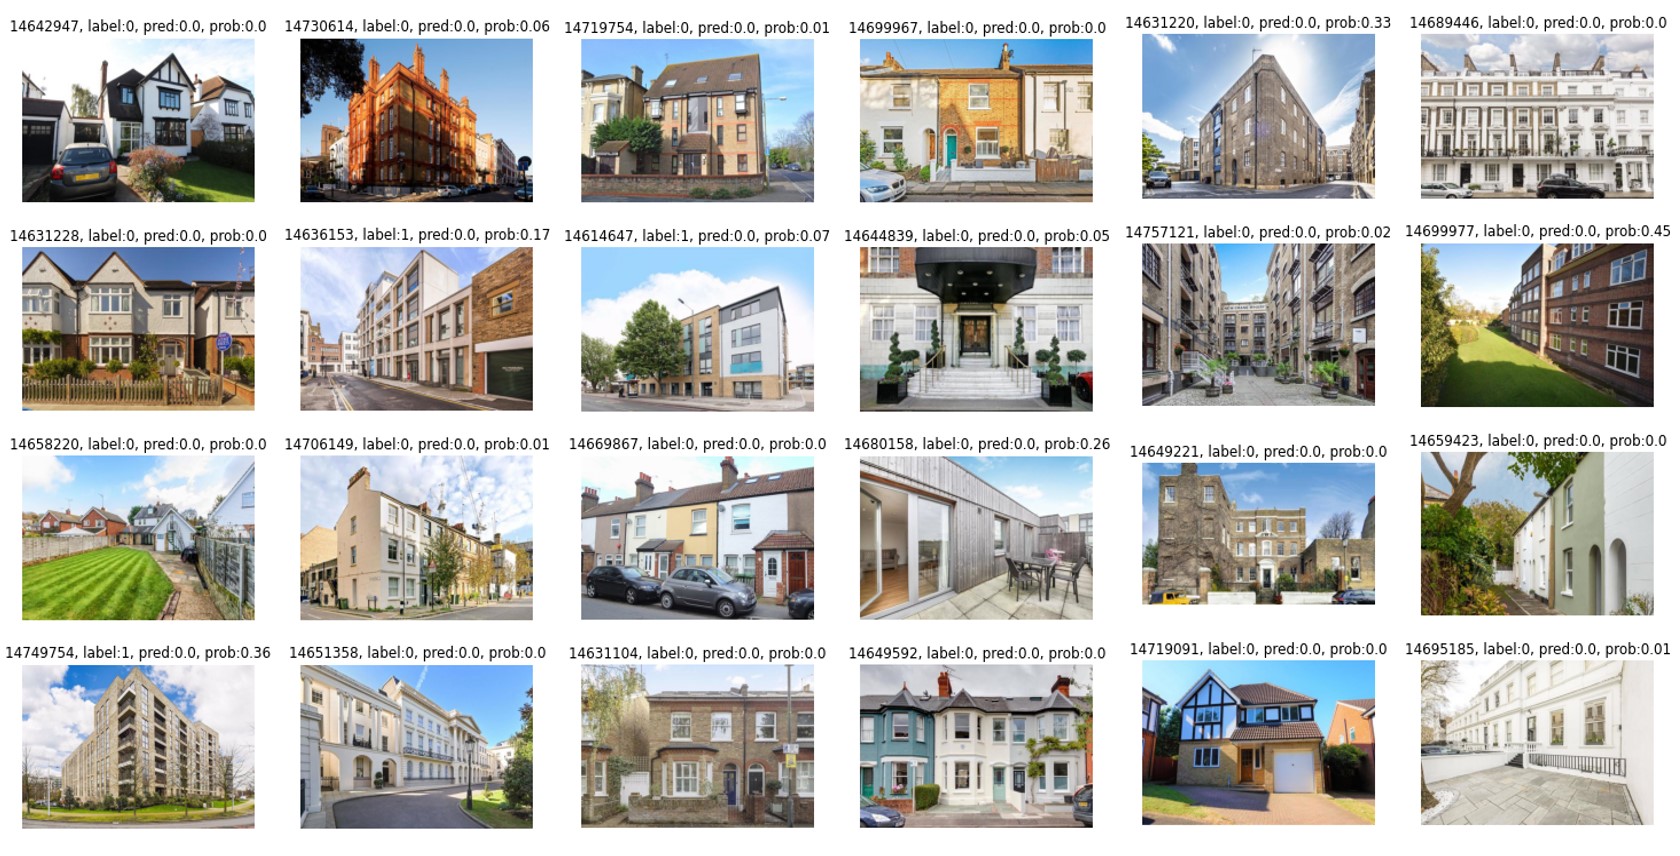 14642947, label:0, pred:0.0, prob:0.0
14730614, label:0, pred:0.0, prob:0.06
14719754, label:0, pred:0.0, prob:0.01
14699967, label:0, pred:0.0, prob:0.0
14631220, label:0, pred:0.0, prob:0.33
14689446, label:0, pred:0.0, prob:0.0
14631228, label:0, pred:0.0, prob:0.0
14636153, label:1, pred:0.0, prob:0.17
14614647, label:1, pred:0.0, prob:0.07
14644839, label:0, pred:0.0, prob:0.05
14757121, label:0, pred:0.0, prob:0.02
14699977, label:0, pred:0.0, prob:0.45
14658220, label:0, pred:0.0, prob:0.0
14706149, label:0, pred:0.0, prob:0.01
14669867, label:0, pred:0.0, prob:0.0
14680158, label:0, pred:0.0, prob:0.26
14649221, label:0, pred:0.0, prob:0.0
14659423, label:0, pred:0.0, prob:0.0
14749754, label:1, pred:0.0, prob:0.36
14651358, label:0, pred:0.0, prob:0.0
14631104, label:0, pred:0.0, prob:0.0
14649592, label:0, pred:0.0, prob:0.0
14719091, label:0, pred:0.0, prob:0.0
14695185, label:0, pred:0.0, prob:0.01